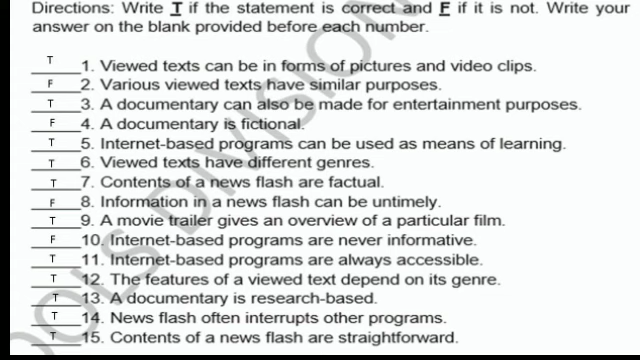 Directions: Write T if the statement is correct and F if it is not. Write your
answer on the blank provided before each number.
T 1. Viewed texts can be in forms of pictures and video clips.
F 2. Various viewed texts have similar purposes.
T 3. A documentary can also be made for entertainment purposes.
F 4. A documentary is fictional.
T 5. Internet-based programs can be used as means of learning.
T 6. Viewed texts have different genres.
T 7. Contents of a news flash are factual.
F 8. Information in a news flash can be untimely.
T 9. A movie trailer gives an overview of a particular film.
F 10. Internet-based programs are never informative.
T 11. Internet-based programs are always accessible.
T 12. The features of a viewed text depend on its genre.
T 13. A documentary is research-based.
T 14. News flash often interrupts other programs.
T 15. Contents of a news flash are straightforward.
OOLS DIVISION